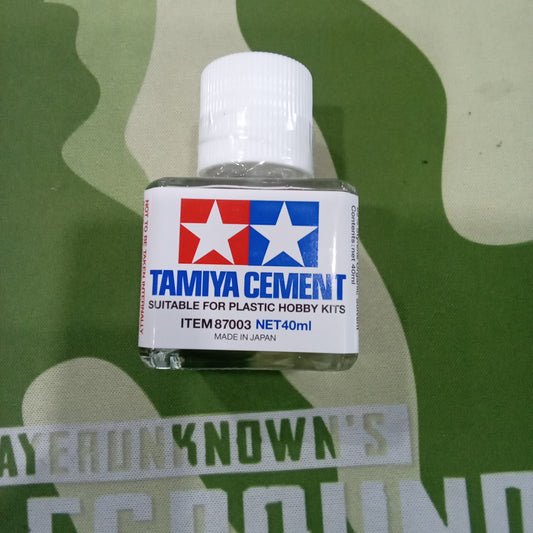 TAMIYA CEMENT
SUITABLE FOR PLASTIC HOBBY KITS
ITEM 87003 NET40ml
MADE IN JAPAN
NOT TO BE TAKEN INTERNALLY
Contents: net 40ml
AYERUNKNOWN'S